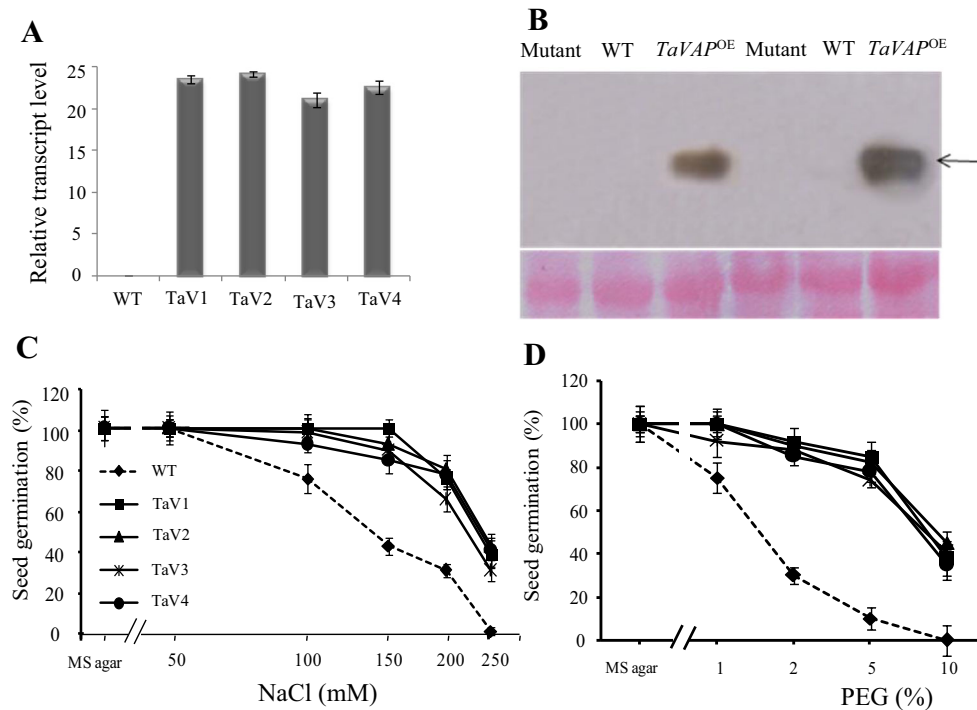 A
Relative transcript level
25
20
15
10
5
0
WT TaV1 TaV2 TaV3 TaV4
B
Mutant WT TaVAPOE Mutant WT TaVAPOE
C
Seed germination (%)
120
100
80
60
40
20
0
WT
TaV1
TaV2
TaV3
TaV4
MS agar 50 100 150 200 250
NaCl (mM)
D
Seed germination (%)
120
100
80
60
40
20
0
MS agar 1 2 5 10
PEG (%)